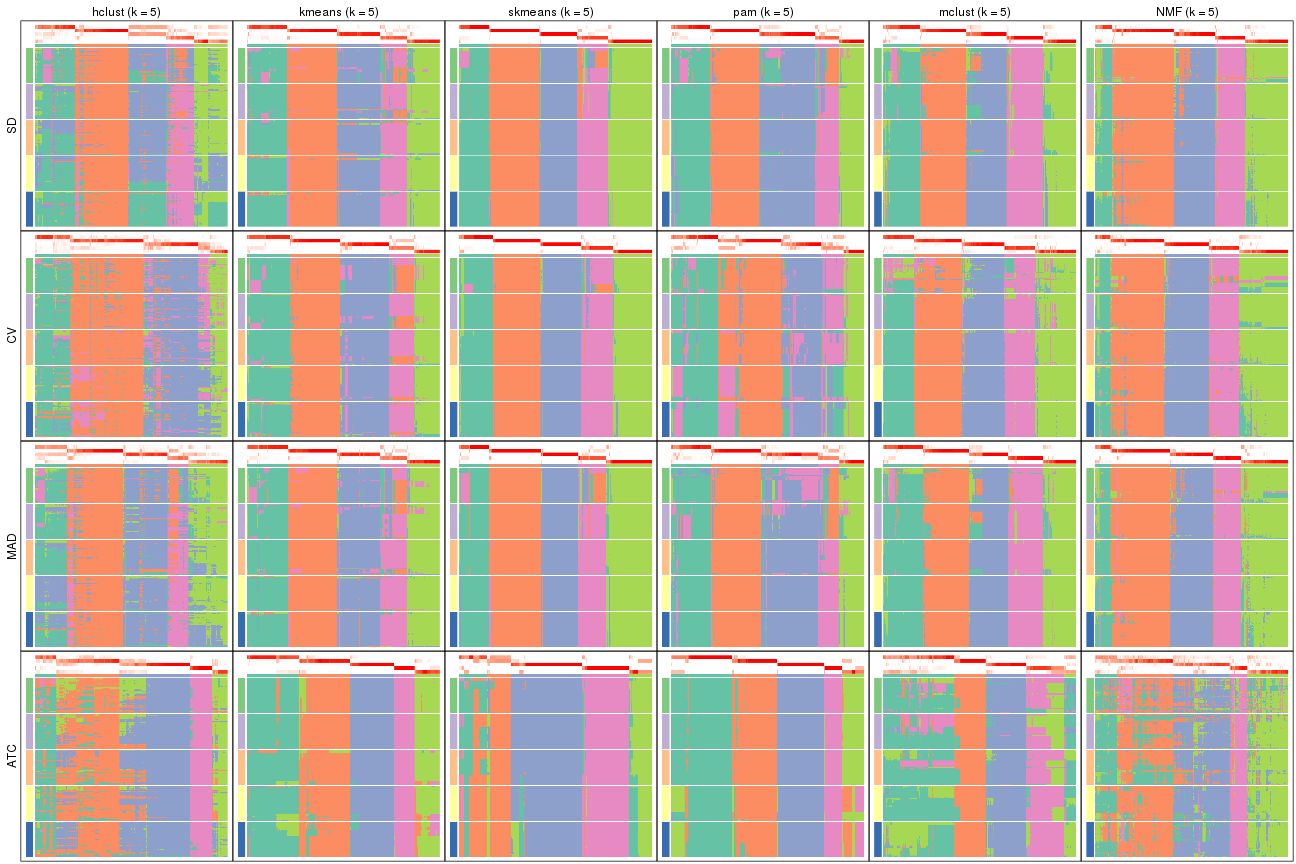 hclust (k = 5)
kmeans (k = 5)
skmeans (k = 5)
pam (k = 5)
mclust (k = 5)
NMF (k = 5)
SD
CV
MAD
ATC